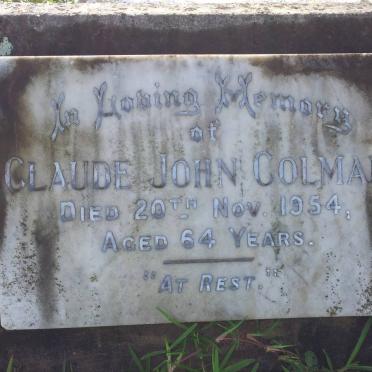 In Loving Memory
of
CLAUDE JOHN COLMA
DIED 20TH NOV. 1954,
AGED 64 YEARS.
"AT REST."